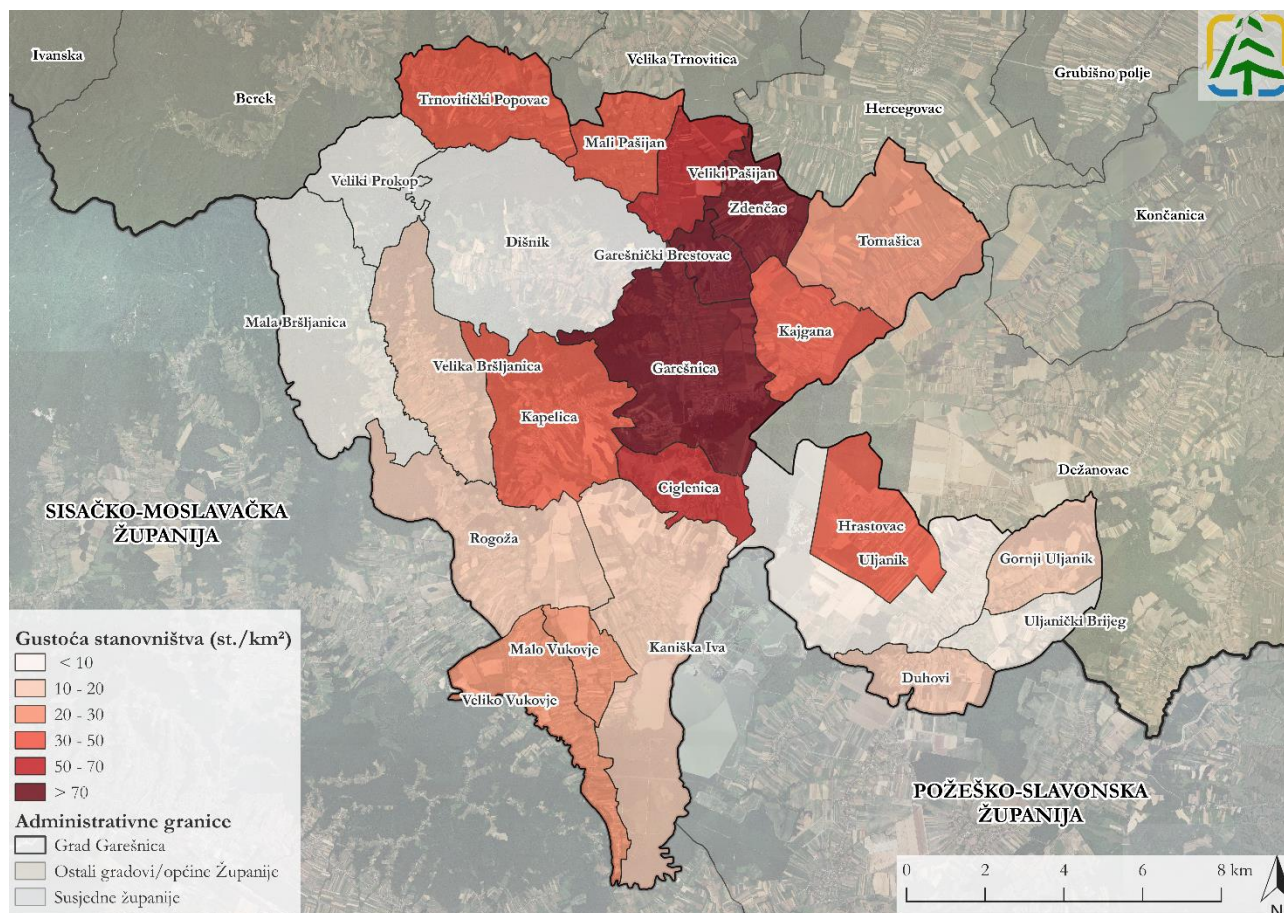 Ivanska
Velika Trnovitica
Grubišno polje
Berek
Trnovitički Popovac
Hercegovac
Mali Pašijan
Veliki Pašijan
Veliki Prokop
Zdenčac
Končanica
Dišnik
Garešnički Brestovac
Tomašica
Mala Bršljanica
Kajgana
Velika Bršljanica
Garešnica
Kapelica
Dežanovac
Ciglenica
SISAČKO-MOSLAVAČKA
ŽUPANIJA
Hrastovac
Rogoža
Uljanik
Gornji Uljanik
Uljanički Brijeg
Malo Vukovje
Kaniška Iva
Duhovi
Veliko Vukovje
POŽEŠKO-SLAVONSKA
ŽUPANIJA
Gustoća stanovništva (st./km²)
< 10
10 - 20
20 - 30
30 - 50
50 - 70
> 70
Administrativne granice
Grad Garešnica
Ostali gradovi/općine Županije
Susjedne županije
0 2 4 6 8 km
N